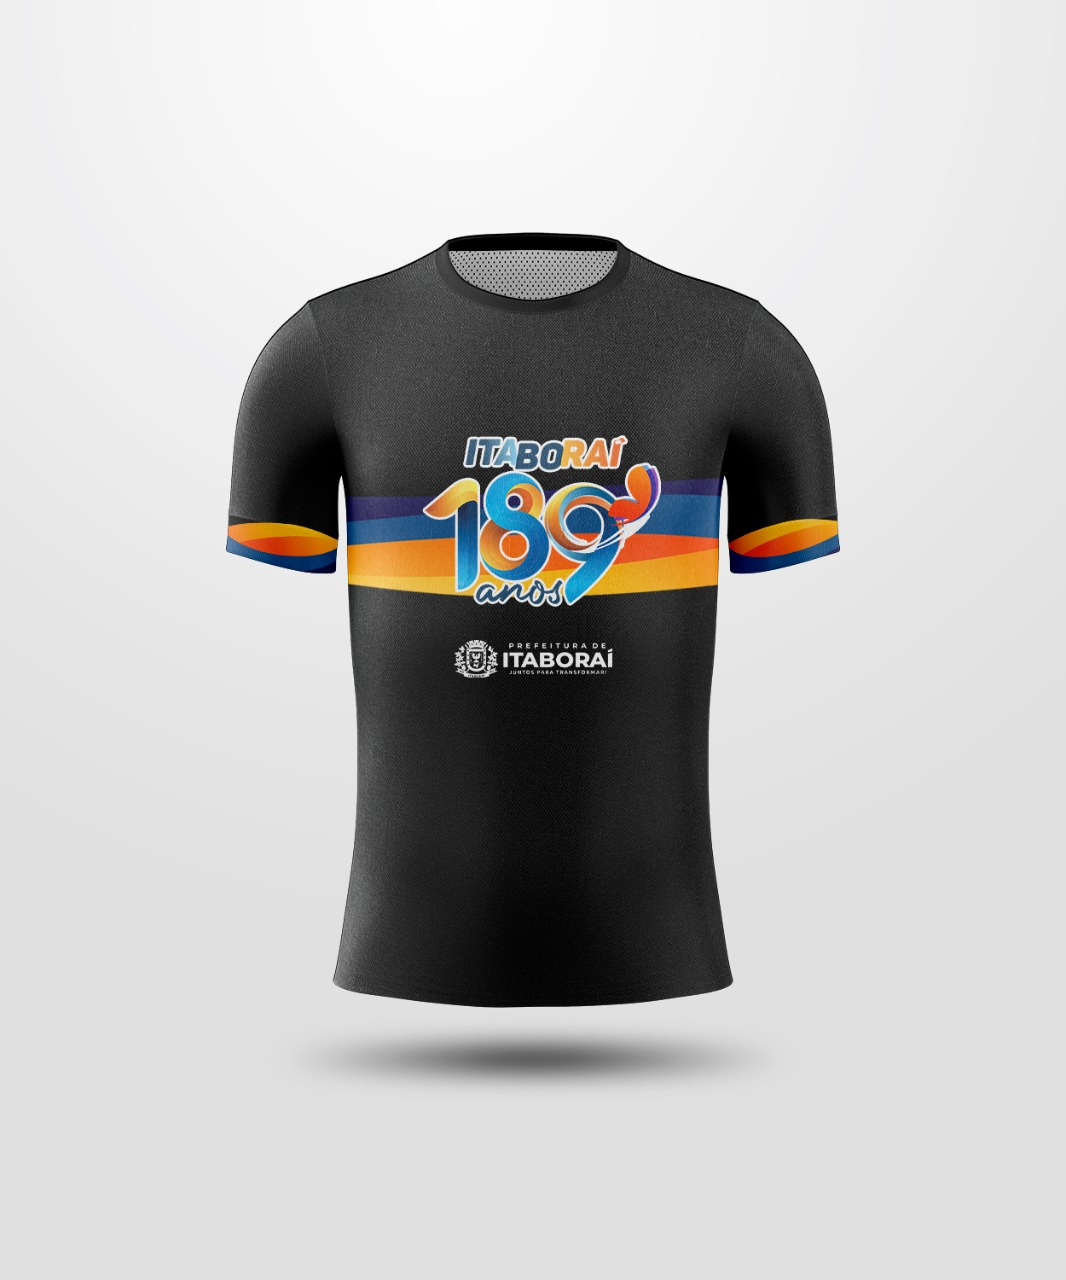 ITABORAÍ
189
anos
PREFEITURA DE
ITABORAÍ
JUNTOS PARA TRANSFORMAR!